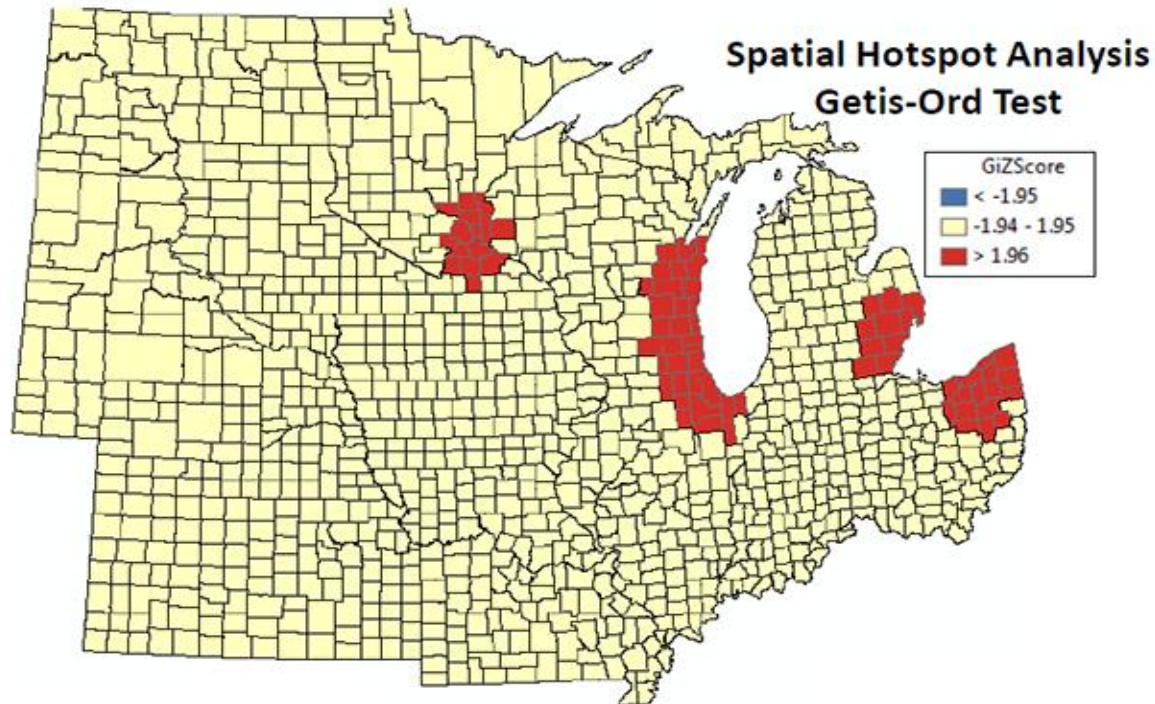 Spatial Hotspot Analysis
Getis-Ord Test
GiZScore
< -1.95
-1.94 - 1.95
> 1.96